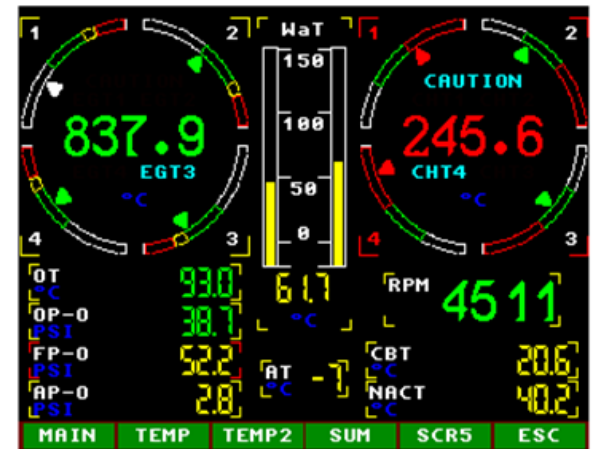 1 2 WaT 1 2
150
CAUTION
100
837.9 245.6
EGT3 CHT4
°C °C
50
0
4 3 4 3
OT °C 93.0 61.7 °C RPM 4511
OP-O PSI 38.7
FP-O PSI 52.2 AT °C -7 CBT °C 20.6
AP-O PSI 2.8 NACT °C 40.2
MAIN TEMP TEMP2 SUM SCR5 ESC